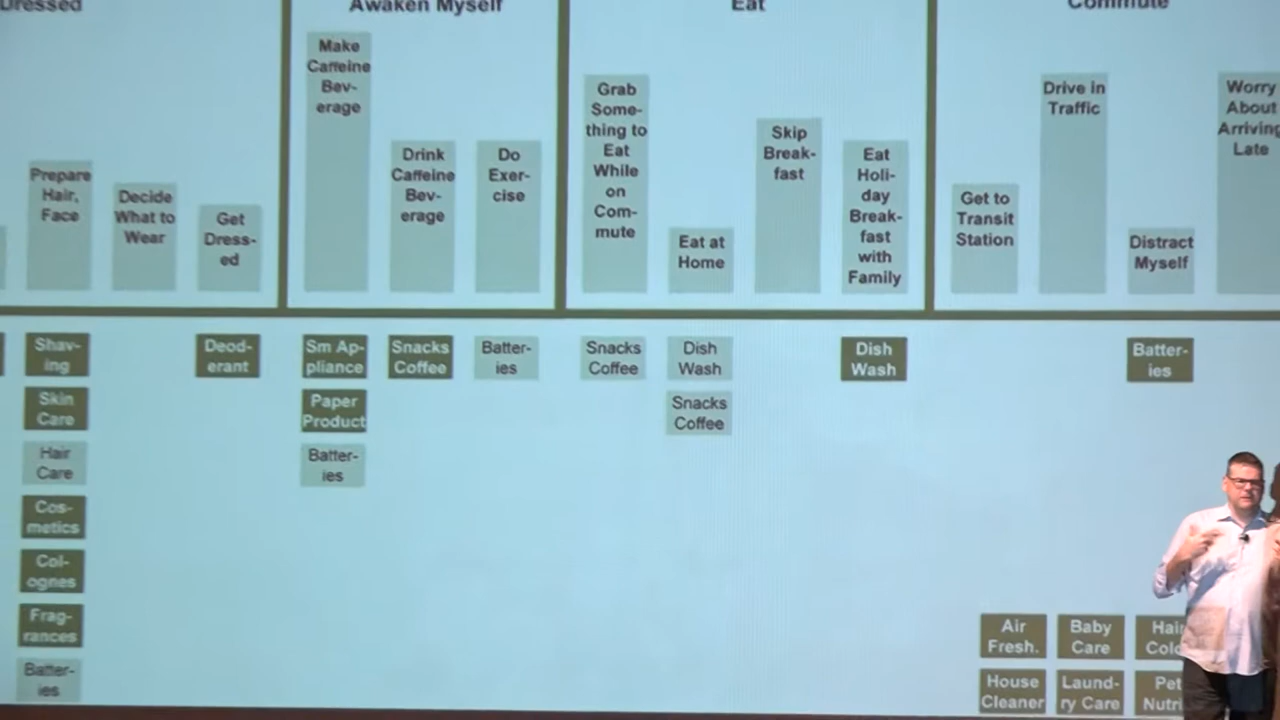 Dressed
Awaken Myself
Eat
Commute
Prepare
Hair,
Face
Decide
What to
Wear
Get
Dress-
ed
Make
Caffeine
Bev-
erage
Drink
Caffeine
Bev-
erage
Do
Exer-
cise
Grab
Some-
thing to
Eat
While
on
Com-
mute
Eat at
Home
Skip
Break-
fast
Eat
Holi-
day
Break-
fast
with
Family
Get to
Transit
Station
Drive in
Traffic
Distract
Myself
Worry
About
Arriving
Late
Shav-
ing
Skin
Care
Hair
Care
Cos-
metics
Col-
ognes
Frag-
rances
Batter-
ies
Deod-
erant
Sm Ap-
pliance
Paper
Product
Batter-
ies
Snacks
Coffee
Batter-
ies
Snacks
Coffee
Dish
Wash
Snacks
Coffee
Dish
Wash
Batter-
ies
Air
Fresh.
Baby
Care
Hair
Colo
House
Cleaner
Laund-
ry Care
Pet
Nutri